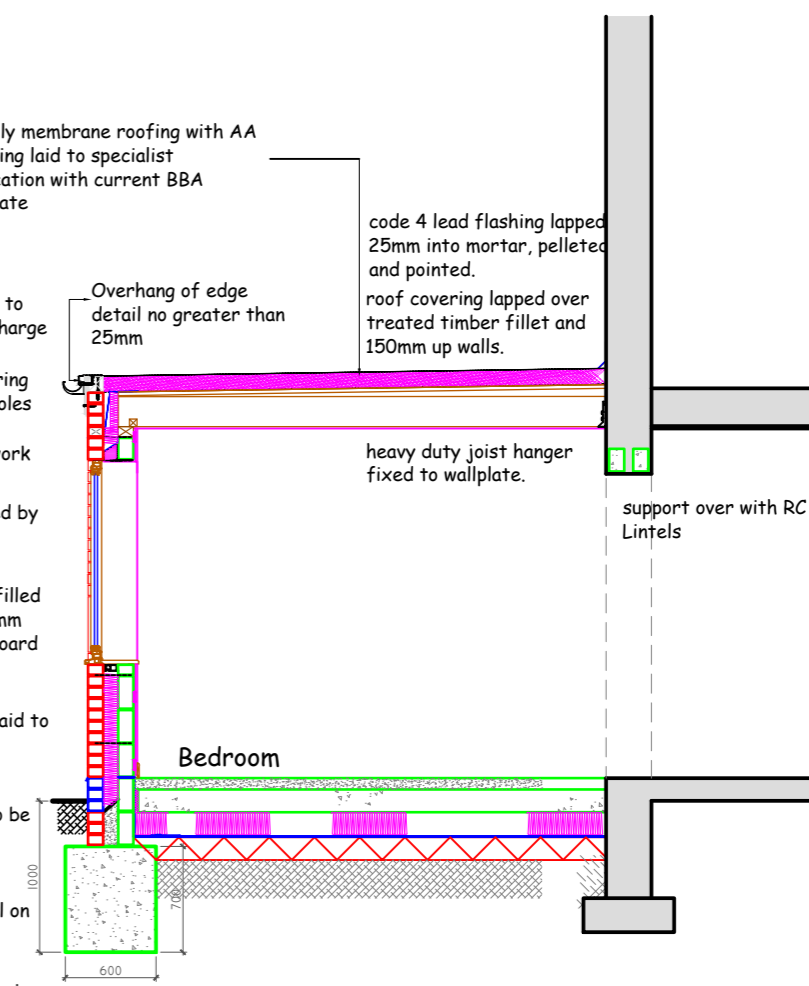 ly membrane roofing with AA
ing laid to specialist
cation with current BBA
ate
code 4 lead flashing lapped
25mm into mortar, pelleted
and pointed.
roof covering lapped over
treated timber fillet and
150mm up walls.
Overhang of edge
detail no greater than
25mm
to
harge
ring
oles
work
heavy duty joist hanger
fixed to wallplate.
support over with RC
Lintels
d by
filled
mm
oard
aid to
Bedroom
o be
l on
1000
700
600